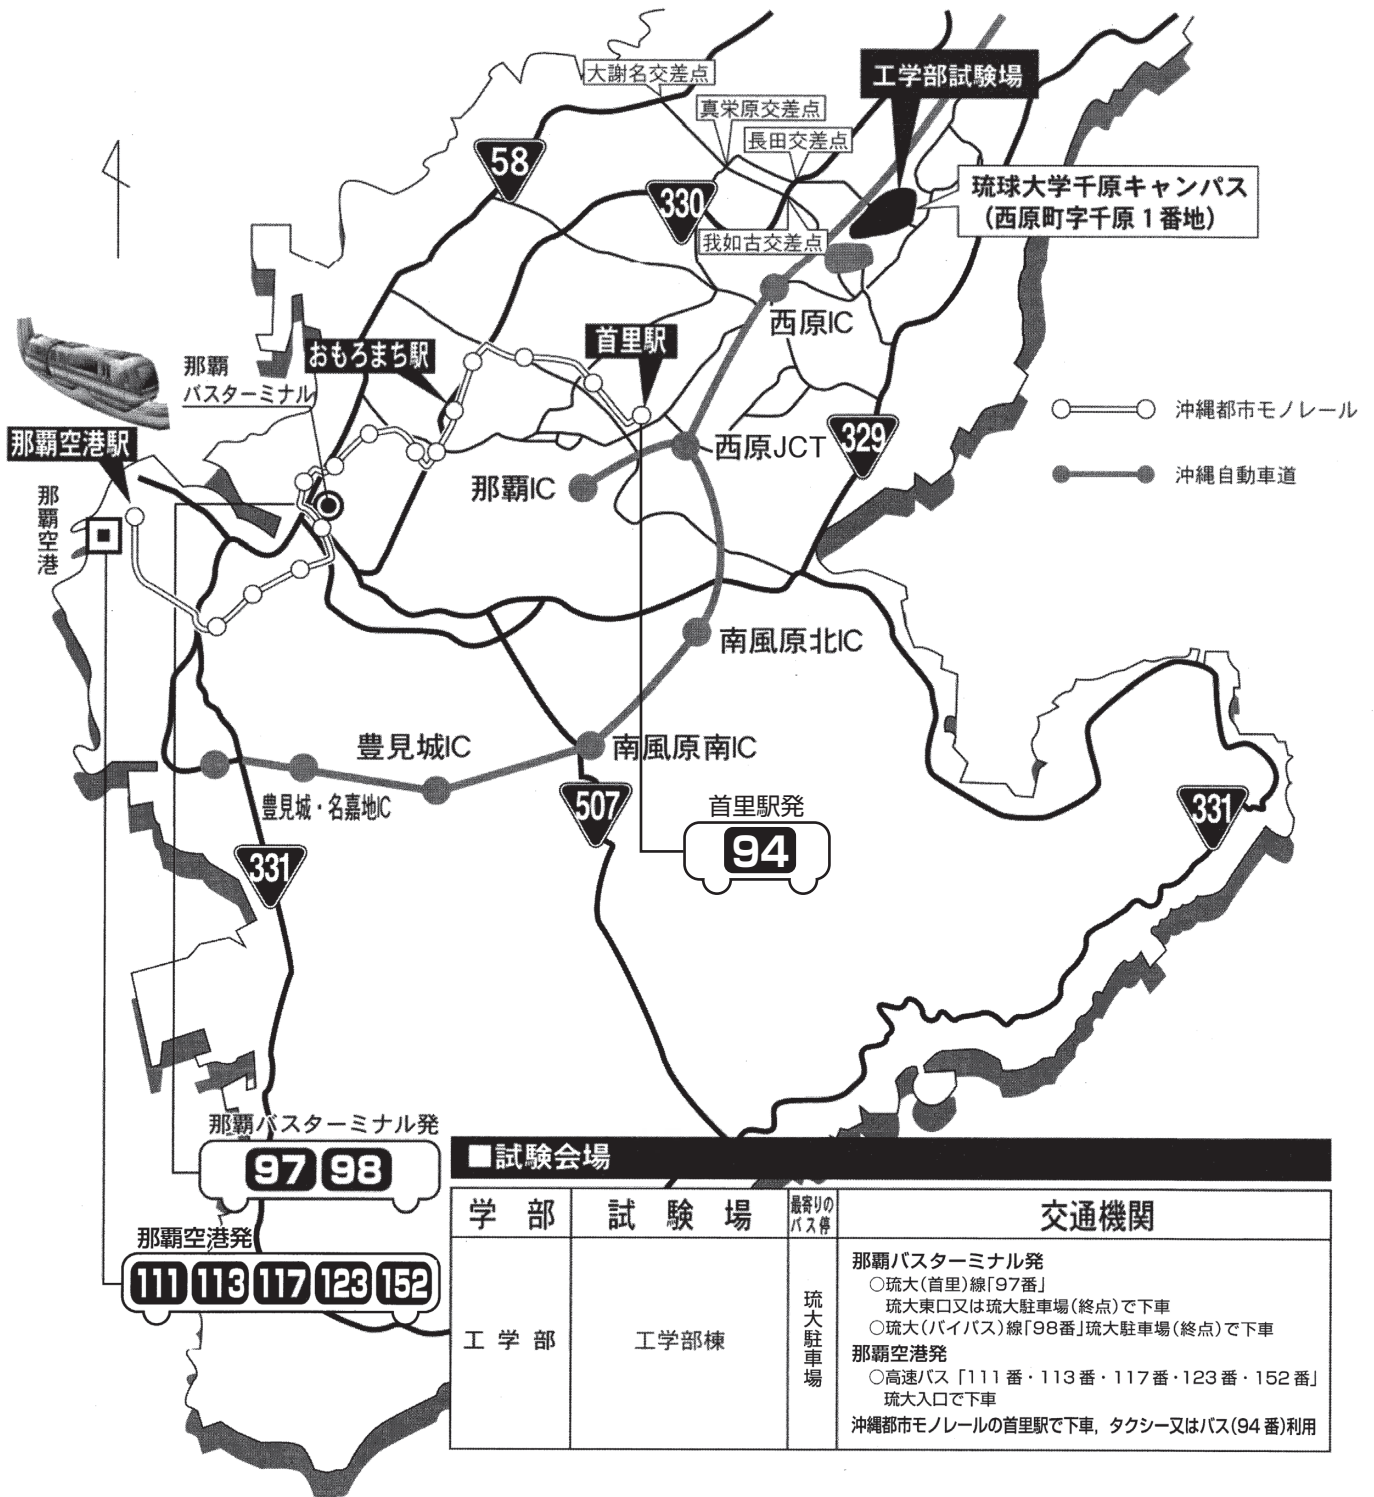 大謝名交差点
工学部試験場
真栄原交差点
長田交差点
58
琉球大学千原キャンパス
(西原町字千原1番地)
330
我如古交差点
西原IC
首里駅
おもろまち駅
那覇
バスターミナル
沖縄都市モノレール
那覇空港駅
329
西原JCT
沖縄自動車道
那覇IC
那覇空港
南風原北IC
豊見城IC
南風原南IC
豊見城・名嘉地IC
507
331
首里駅発
94
331
那覇バスターミナル発
97 98
那覇空港発
111 113 117 123 152
■試験会場
学部 試験場 最寄りのバス停 交通機関
工学部 工学部棟 琉大駐車場
那覇バスターミナル発
○琉大(首里)線「97番」
琉大東口又は琉大駐車場(終点)で下車
○琉大(バイパス)線「98番」琉大駐車場(終点)で下車
那覇空港発
○高速バス「111番・113番・117番・123番・152番」
琉大入口で下車
沖縄都市モノレールの首里駅で下車，タクシー又はバス(94番)利用